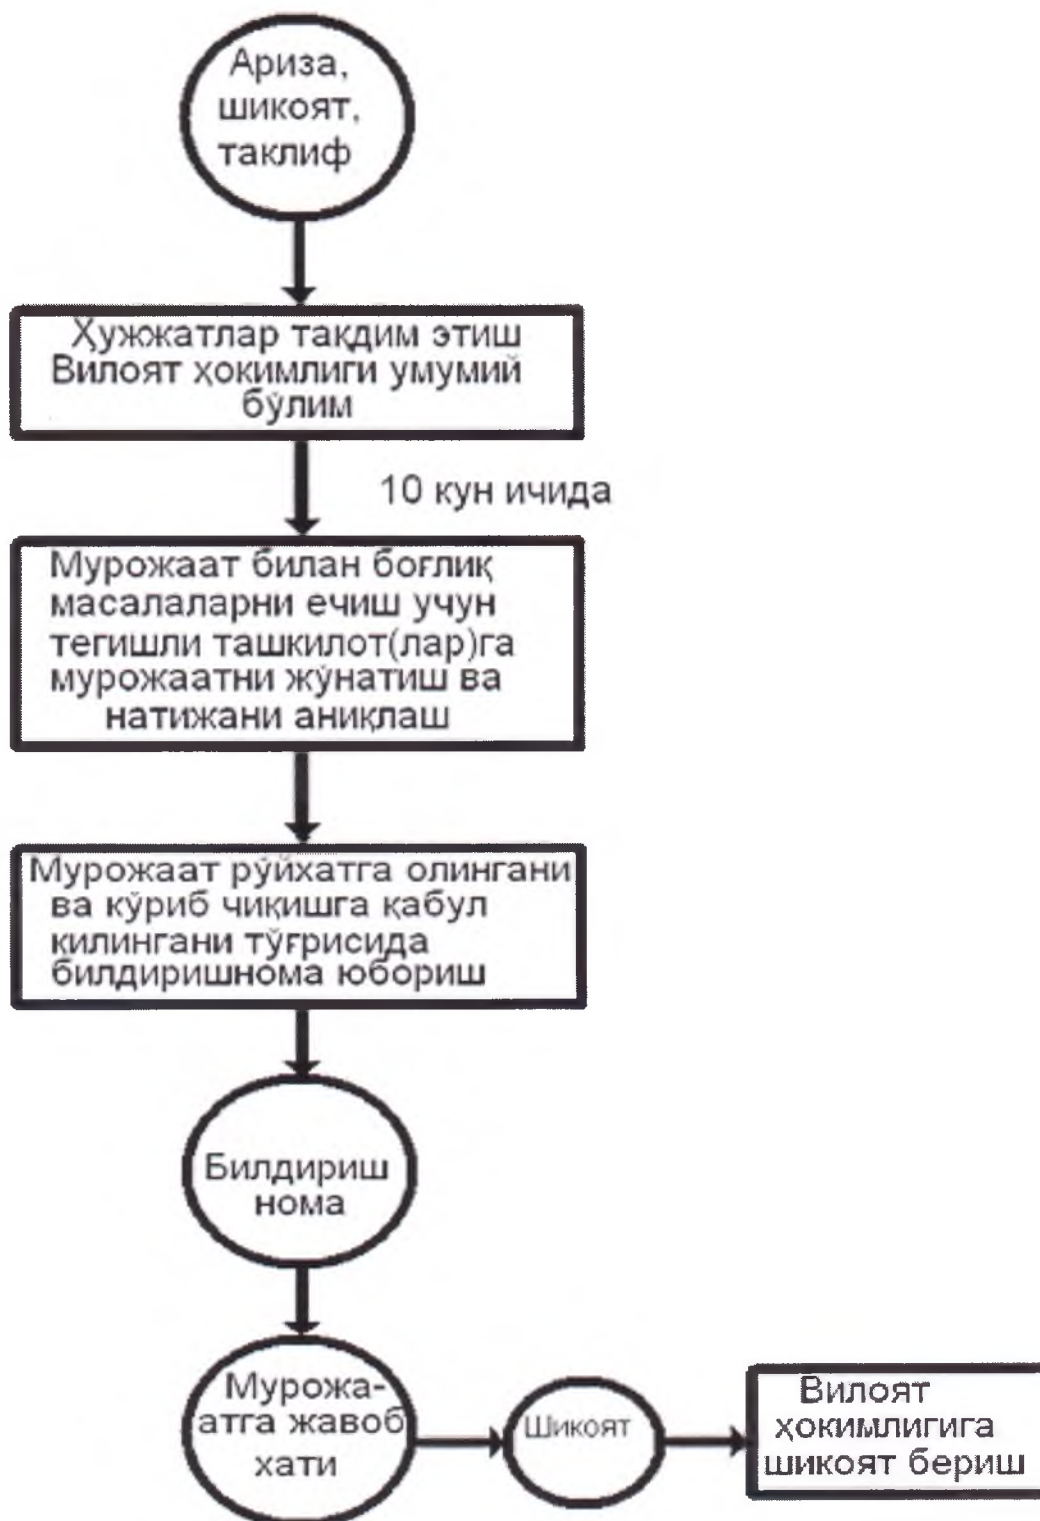 Ариза,
шикоят,
таклиф
Ҳужжатлар тақдим этиш
Вилоят ҳокимлиги умумий
бўлим
10 кун ичида
Мурожаат билан боғлиқ
масалаларни ечиш учун
тегишли ташкилот(лар)га
мурожаатни жўнатиш ва
натижани аниқлаш
Мурожаат рўйхатга олингани
ва кўриб чиқишга қабул
қилингани тўғрисида
билдиришнома юбориш
Билдириш
нома
Мурожа-
атга жавоб
хати
Шикоят
Вилоят
ҳокимлигига
шикоят бериш